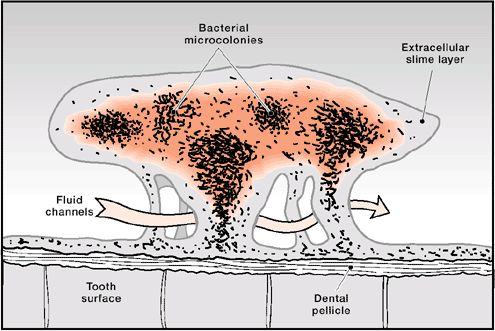 Bacterial
microcolonies
Extracellular
slime layer
Fluid
channels
Tooth
surface
Dental
pellicle